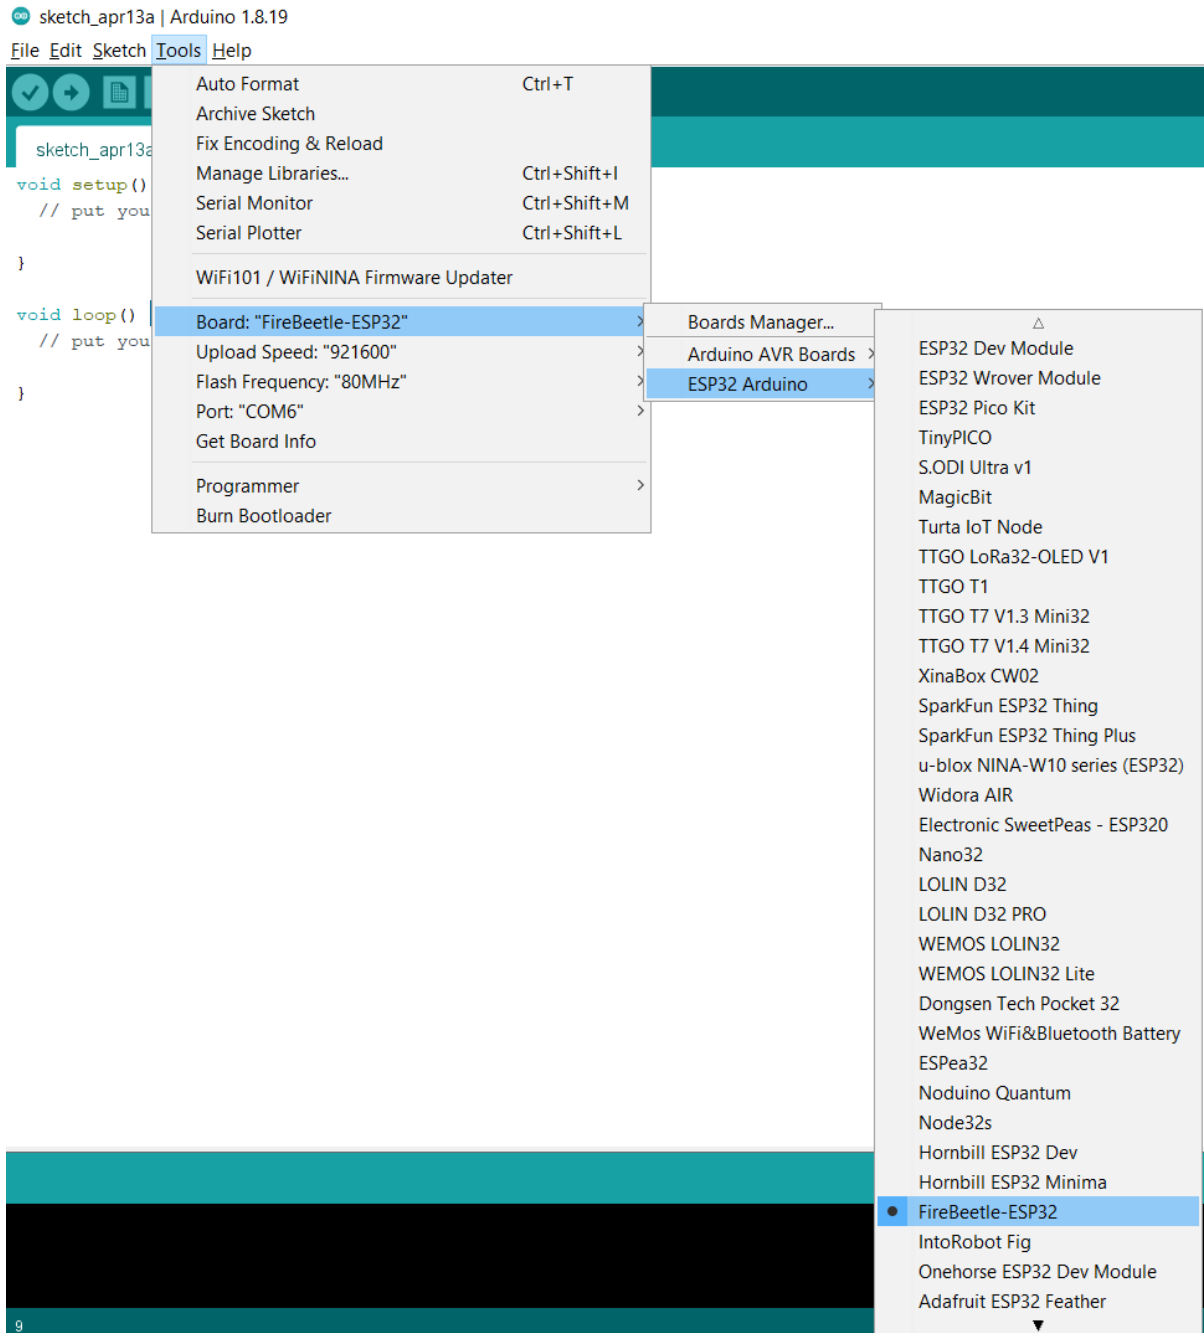 sketch_apr13a | Arduino 1.8.19
File Edit Sketch Tools Help
sketch_apr13a
void setup()
// put you
}
void loop()
// put you
}
Auto Format Ctrl+T
Archive Sketch
Fix Encoding & Reload
Manage Libraries... Ctrl+Shift+I
Serial Monitor Ctrl+Shift+M
Serial Plotter Ctrl+Shift+L
WiFi101 / WiFiNINA Firmware Updater
Board: "FireBeetle-ESP32"
Upload Speed: "921600"
Flash Frequency: "80MHz"
Port: "COM6"
Get Board Info
Programmer
Burn Bootloader
Boards Manager...
Arduino AVR Boards
ESP32 Arduino
ESP32 Dev Module
ESP32 Wrover Module
ESP32 Pico Kit
TinyPICO
S.ODI Ultra v1
MagicBit
Turta IoT Node
TTGO LoRa32-OLED V1
TTGO T1
TTGO T7 V1.3 Mini32
TTGO T7 V1.4 Mini32
XinaBox CW02
SparkFun ESP32 Thing
SparkFun ESP32 Thing Plus
u-blox NINA-W10 series (ESP32)
Widora AIR
Electronic SweetPeas - ESP320
Nano32
LOLIN D32
LOLIN D32 PRO
WEMOS LOLIN32
WEMOS LOLIN32 Lite
Dongsen Tech Pocket 32
WeMos WiFi&Bluetooth Battery
ESPea32
Noduino Quantum
Node32s
Hornbill ESP32 Dev
Hornbill ESP32 Minima
FireBeetle-ESP32
IntoRobot Fig
Onehorse ESP32 Dev Module
Adafruit ESP32 Feather
9